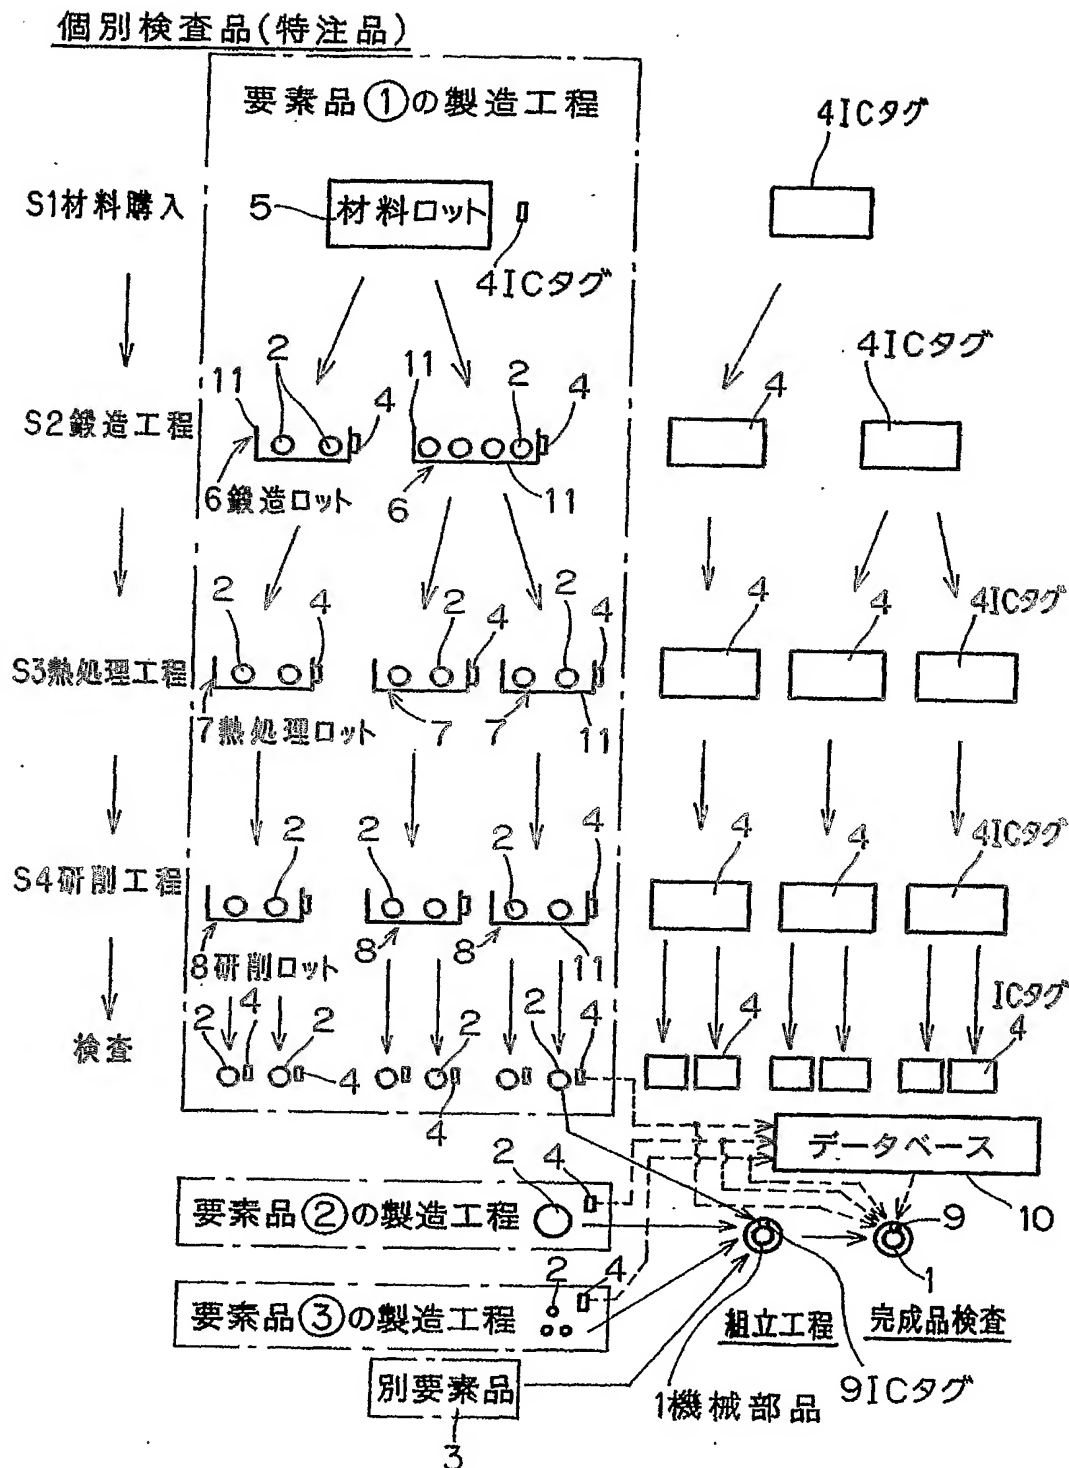 個別検査品(特注品)
要素品①の製造工程
4ICタグ
S1材料購入
5
材料ロット
4ICタグ
4ICタグ
2
2
11
11
4
4
4
S2鍛造工程
6鍛造ロット
6
11
2
4
2
4
2
4
4
4
4ICタグ
S3熱処理工程
7熱処理ロット
7
7
11
2
2
2
4
4
4
4ICタグ
S4研削工程
8研削ロット
8
8
11
ICタグ
2
4
2
2
2
4
4
4
検査
4
4
データベース
2
4
要素品②の製造工程
9
10
2
4
1
要素品③の製造工程
組立工程
完成品検査
別要素品
9ICタグ
1機械部品
3